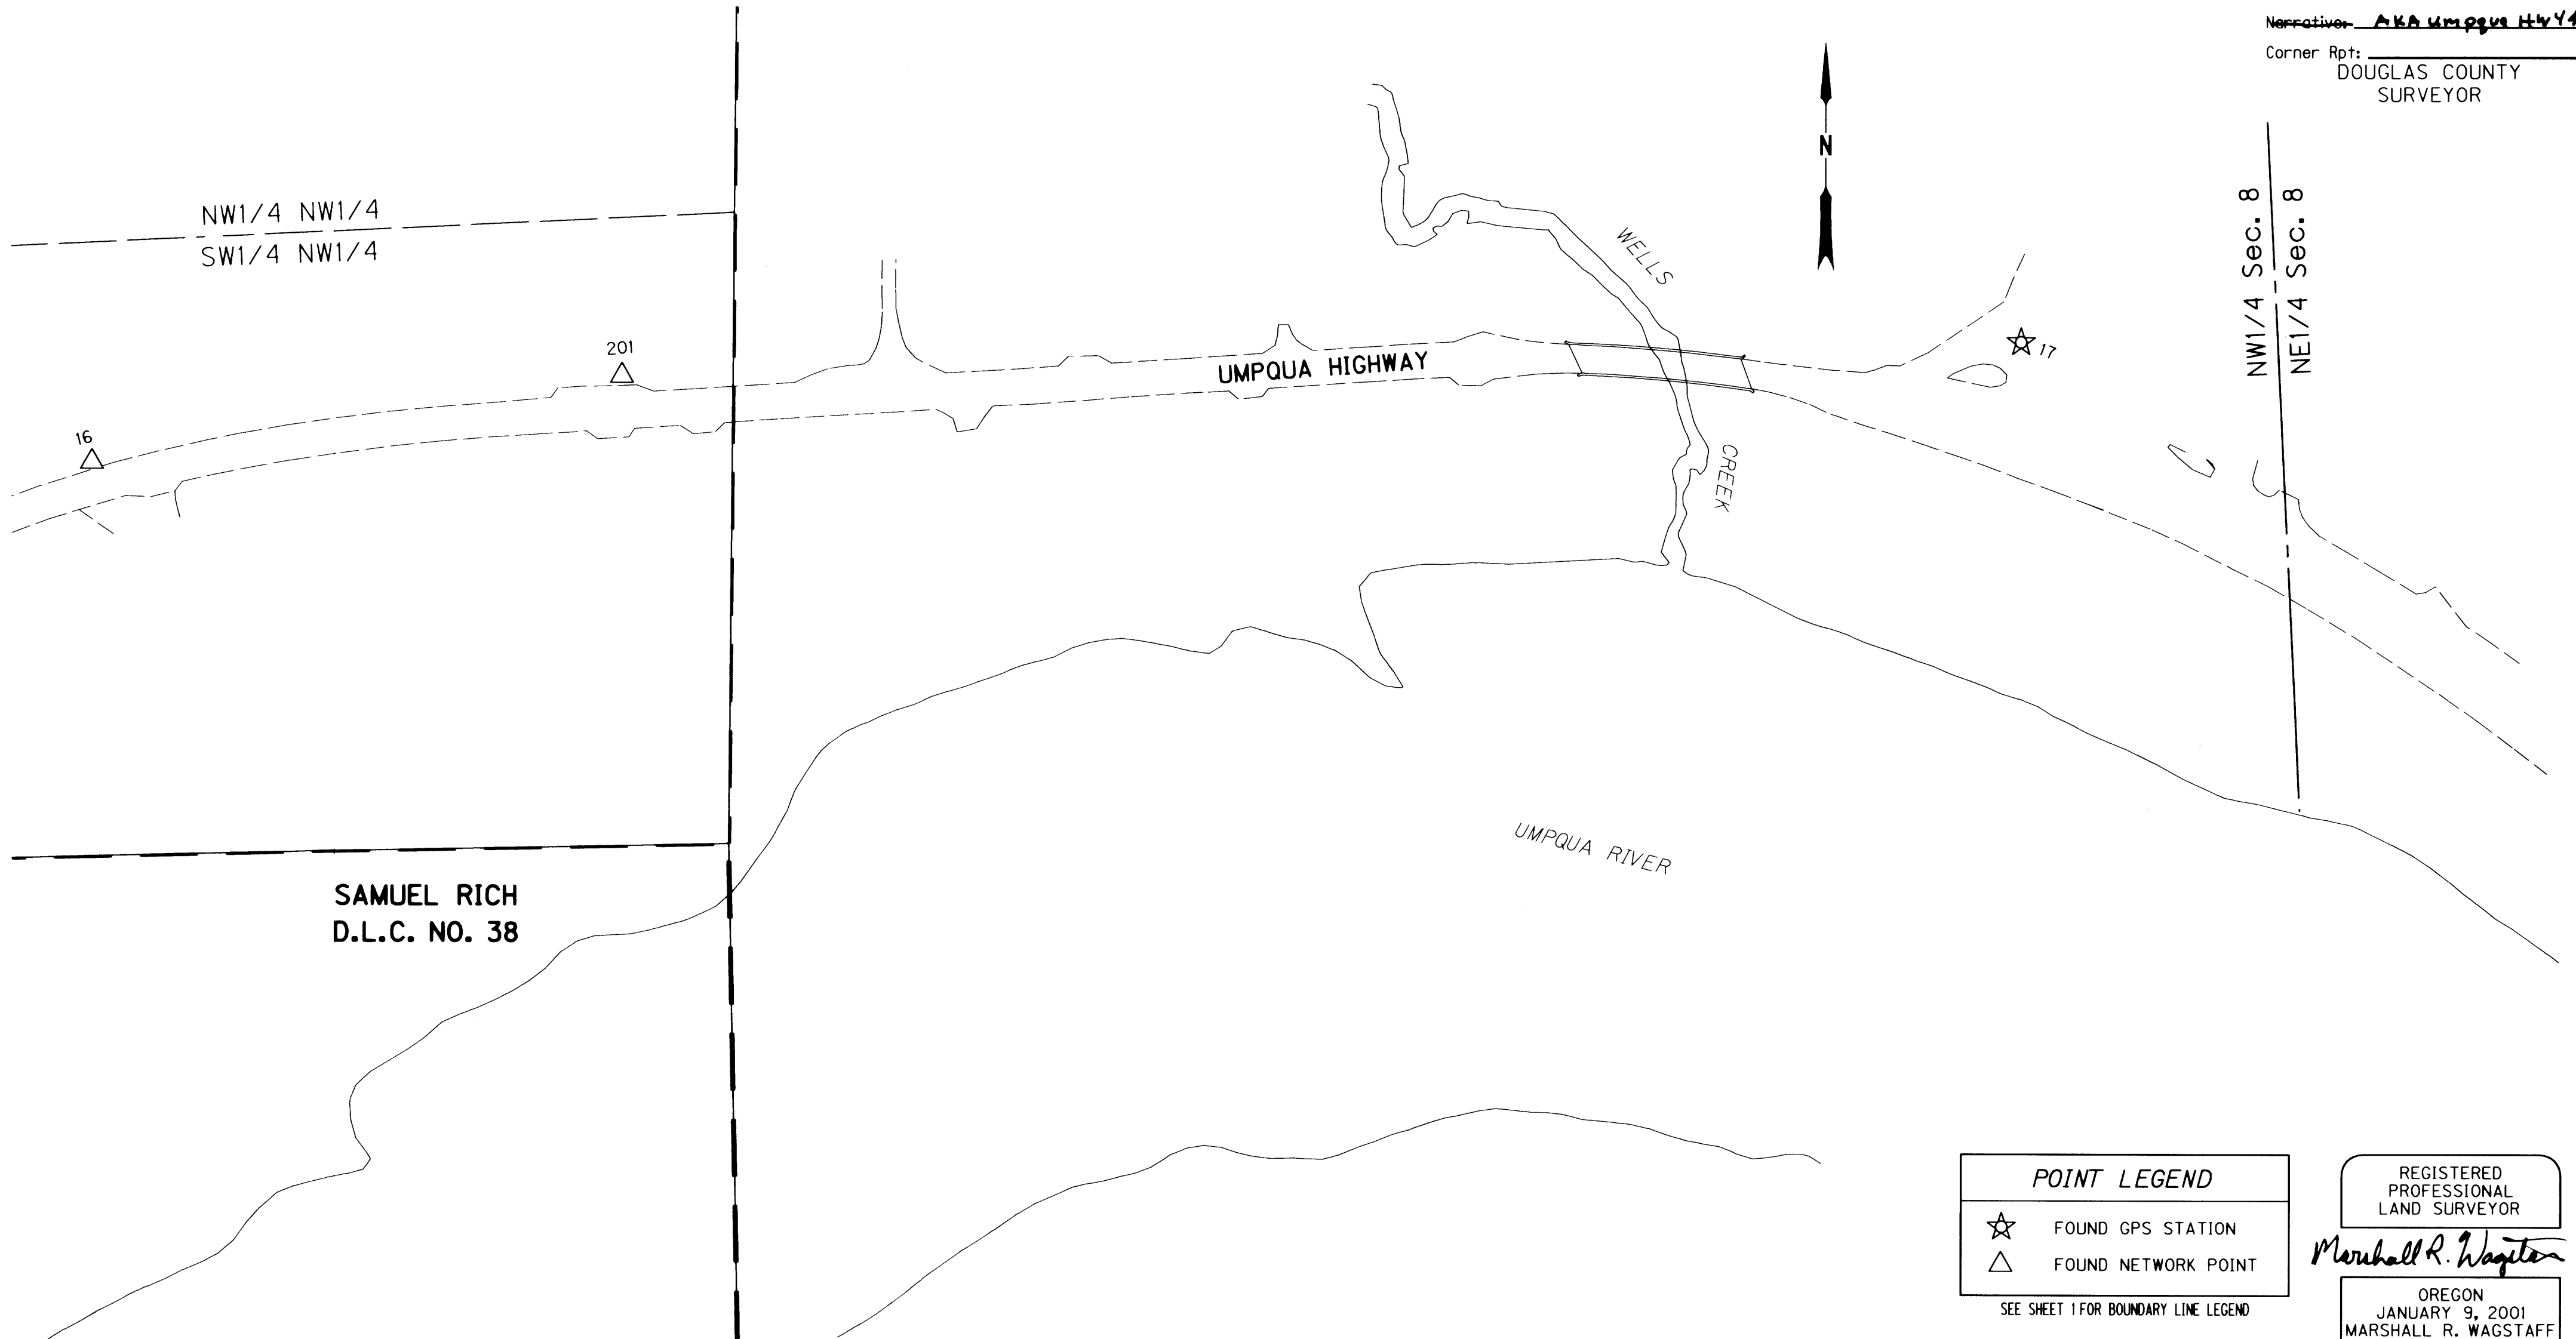 Narrative: AKA Umpqua Hwy
Corner Rpt:
DOUGLAS COUNTY
SURVEYOR
N
NW1/4 NW1/4
SW1/4 NW1/4
WELLS
CREEK
NW1/4 Sec. 8
NE1/4 Sec. 8
201
16
17
UMPQUA HIGHWAY
UMPQUA RIVER
SAMUEL RICH
D.L.C. NO. 38
POINT LEGEND
FOUND GPS STATION
FOUND NETWORK POINT
SEE SHEET 1 FOR BOUNDARY LINE LEGEND
REGISTERED
PROFESSIONAL
LAND SURVEYOR
Marshall R. Wagstaff
OREGON
JANUARY 9, 2001
MARSHALL R. WAGSTAFF